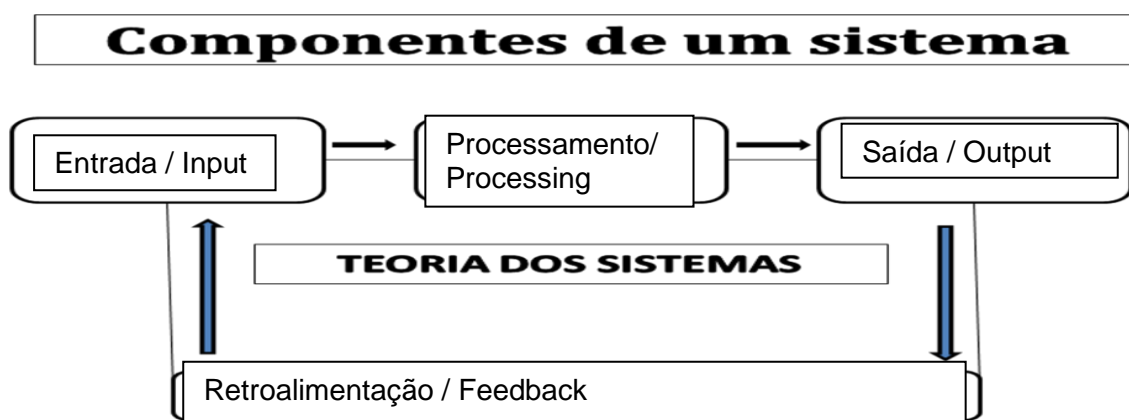 Componentes de um sistema
Entrada / Input
Processamento/
Processing
Saída / Output
TEORIA DOS SISTEMAS
Retroalimentação / Feedback